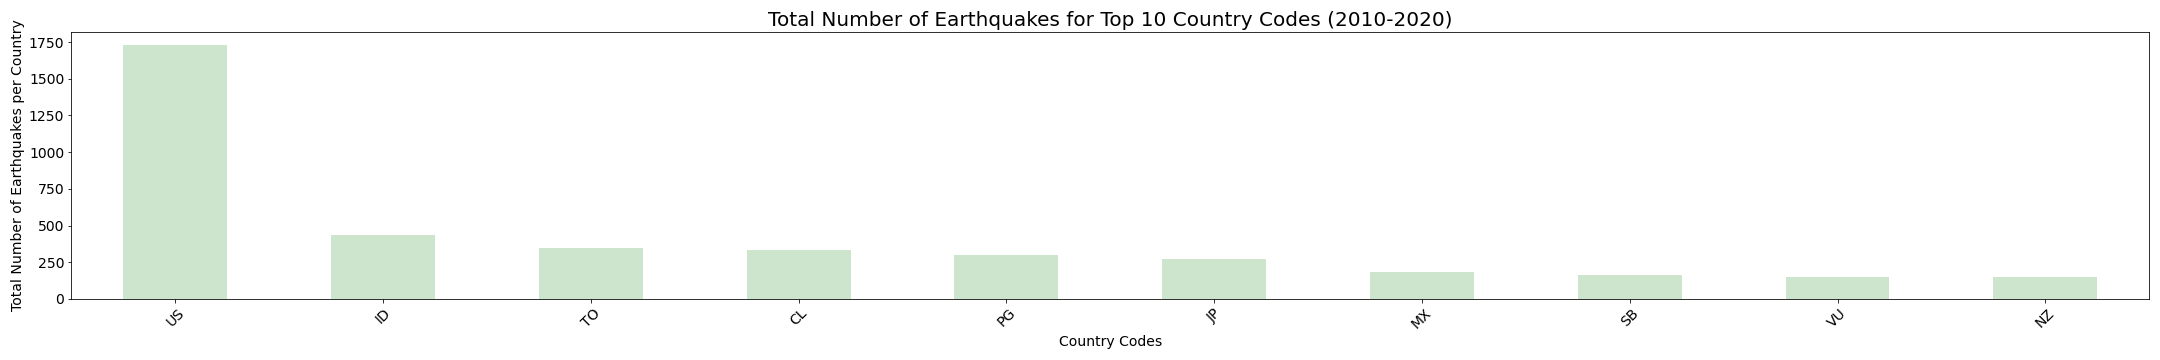 Total Number of Earthquakes for Top 10 Country Codes (2010-2020)
Total Number of Earthquakes per Country
1750
1500
1250
1000
750
500
250
0
US ID TO CL PG JP MX SB VU NZ
Country Codes